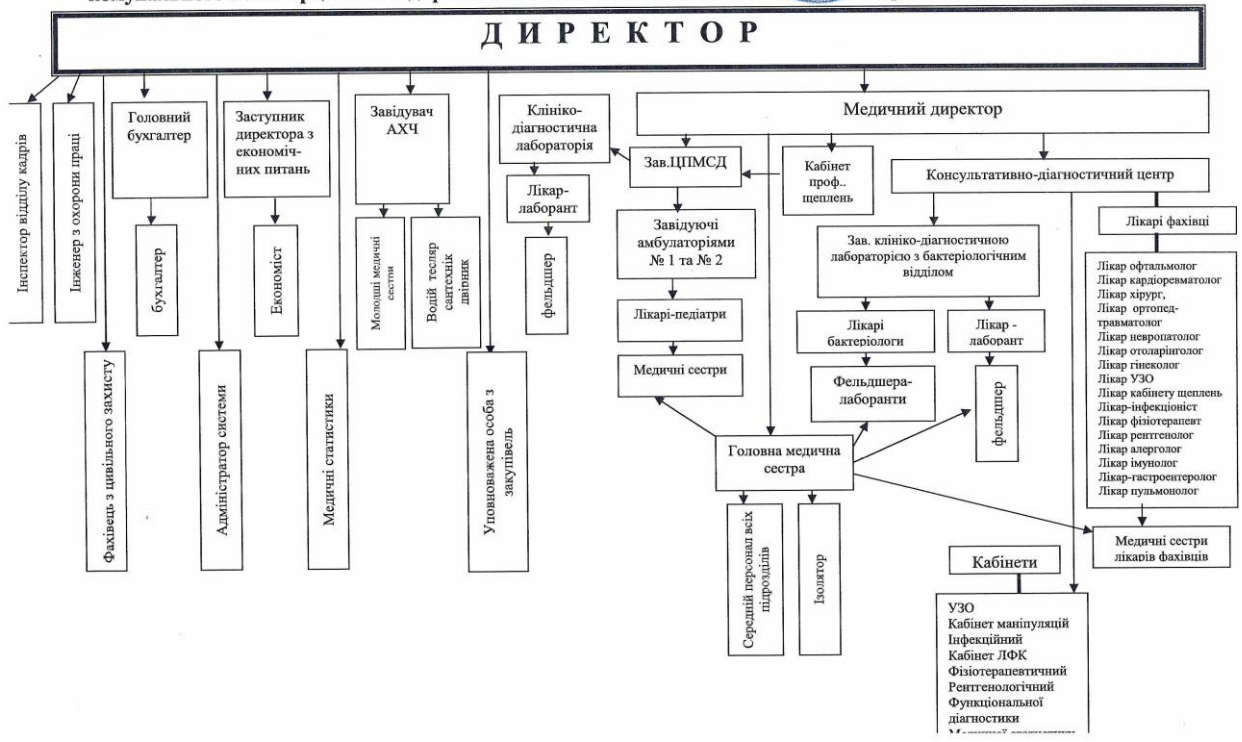 Д И Р Е К Т О Р
Інспектор відділу кадрів
Інженер з охорони праці
Головний
бухгалтер
бухгалтер
Заступник
директора з
економіч-
них питань
Економіст
Завідувач
АХЧ
Молодші медичні
сестри
Водій тесляр
сантехнік
двірник
Фахівець з цивільного захисту
Адміністратор системи
Медичні статистики
Уповноважена особа з
закупівель
Медичний директор
Клініко-
діагностична
лабораторія
Лікар-
лаборант
фельдшер
Зав.ЦПМСД
Завідуючі
амбулаторіями
№ 1 та № 2
Лікарі-педіатри
Медичні сестри
Кабінет
проф..
щеплень
Консультативно-діагностичний центр
Зав. клініко-діагностичною
лабораторією з бактеріологічним
відділом
Лікарі
бактеріологи
Фельдшера-
лаборанти
Лікар -
лаборант
фельдшер
Головна медична
сестра
Середній персонал всіх
підрозділів
Ізолятор
Лікарі фахівці
Лікар офтальмолог
Лікар кардіоревматолог
Лікар хірург,
Лікар ортопед-
травматолог
Лікар невропатолог
Лікар отоларінголог
Лікар гінеколог
Лікар УЗО
Лікар кабінету щеплень
Лікар-інфекціоніст
Лікар фізіотерапевт
Лікар рентгенолог
Лікар алерголог
Лікар імунолог
Лікар-гастроентеролог
Лікар пульмонолог
Медичні сестри
лікарів фахівців
Кабінети
УЗО
Кабінет маніпуляцій
Інфекційний
Кабінет ЛФК
Фізіотерапевтичний
Рентгенологічний
Функціональної
діагностики